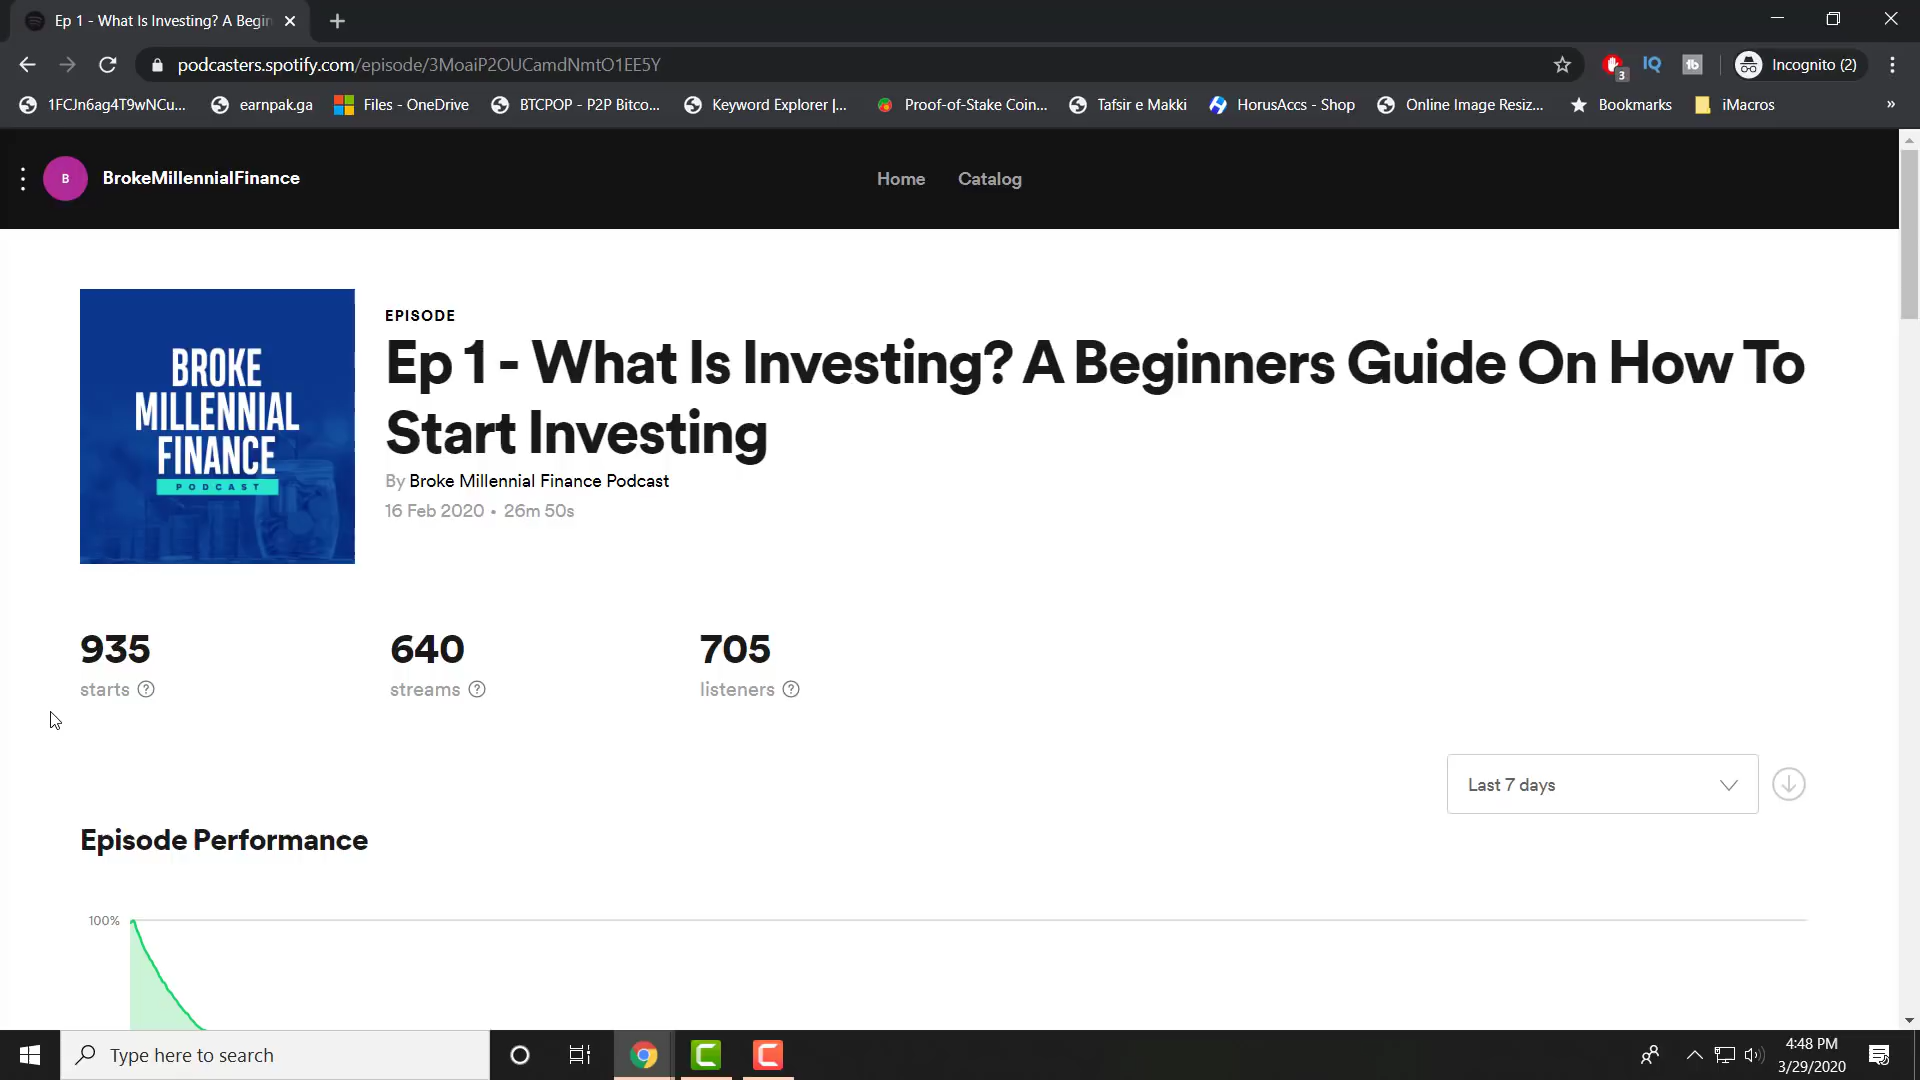 Ep 1 - What Is Investing? A Begin
podcasters.spotify.com/episode/3MoaiP2OUCamdNmtO1EE5Y
3
IQ
tb
Incognito (2)
1FCJn6ag4T9wNCu...
earnpak.ga
Files - OneDrive
BTCPOP - P2P Bitco...
Keyword Explorer |...
Proof-of-Stake Coin...
Tafsir e Makki
HorusAccs - Shop
Online Image Resiz...
Bookmarks
iMacros
»
B
BrokeMillennialFinance
Home
Catalog
BROKE
MILLENNIAL
FINANCE
PODCAST
EPISODE
Ep 1 - What Is Investing? A Beginners Guide On How To
Start Investing
By Broke Millennial Finance Podcast
16 Feb 2020 • 26m 50s
935
starts ?
640
streams ?
705
listeners ?
Last 7 days
Episode Performance
100%
Type here to search
4:48 PM
3/29/2020